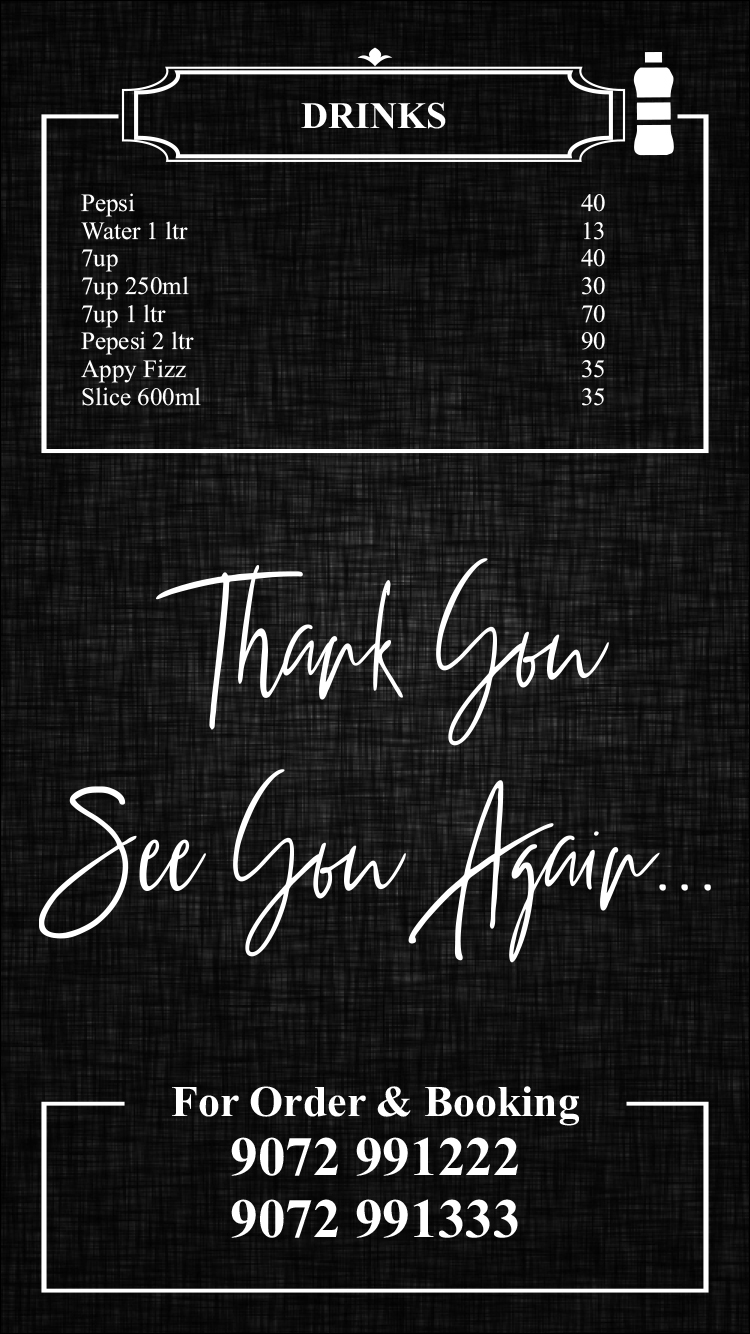 DRINKS
Pepsi 40
Water 1 ltr 13
7up 40
7up 250ml 30
7up 1 ltr 70
Pepesi 2 ltr 90
Appy Fizz 35
Slice 600ml 35
Thank You
See You Again...
For Order & Booking
9072 991222
9072 991333